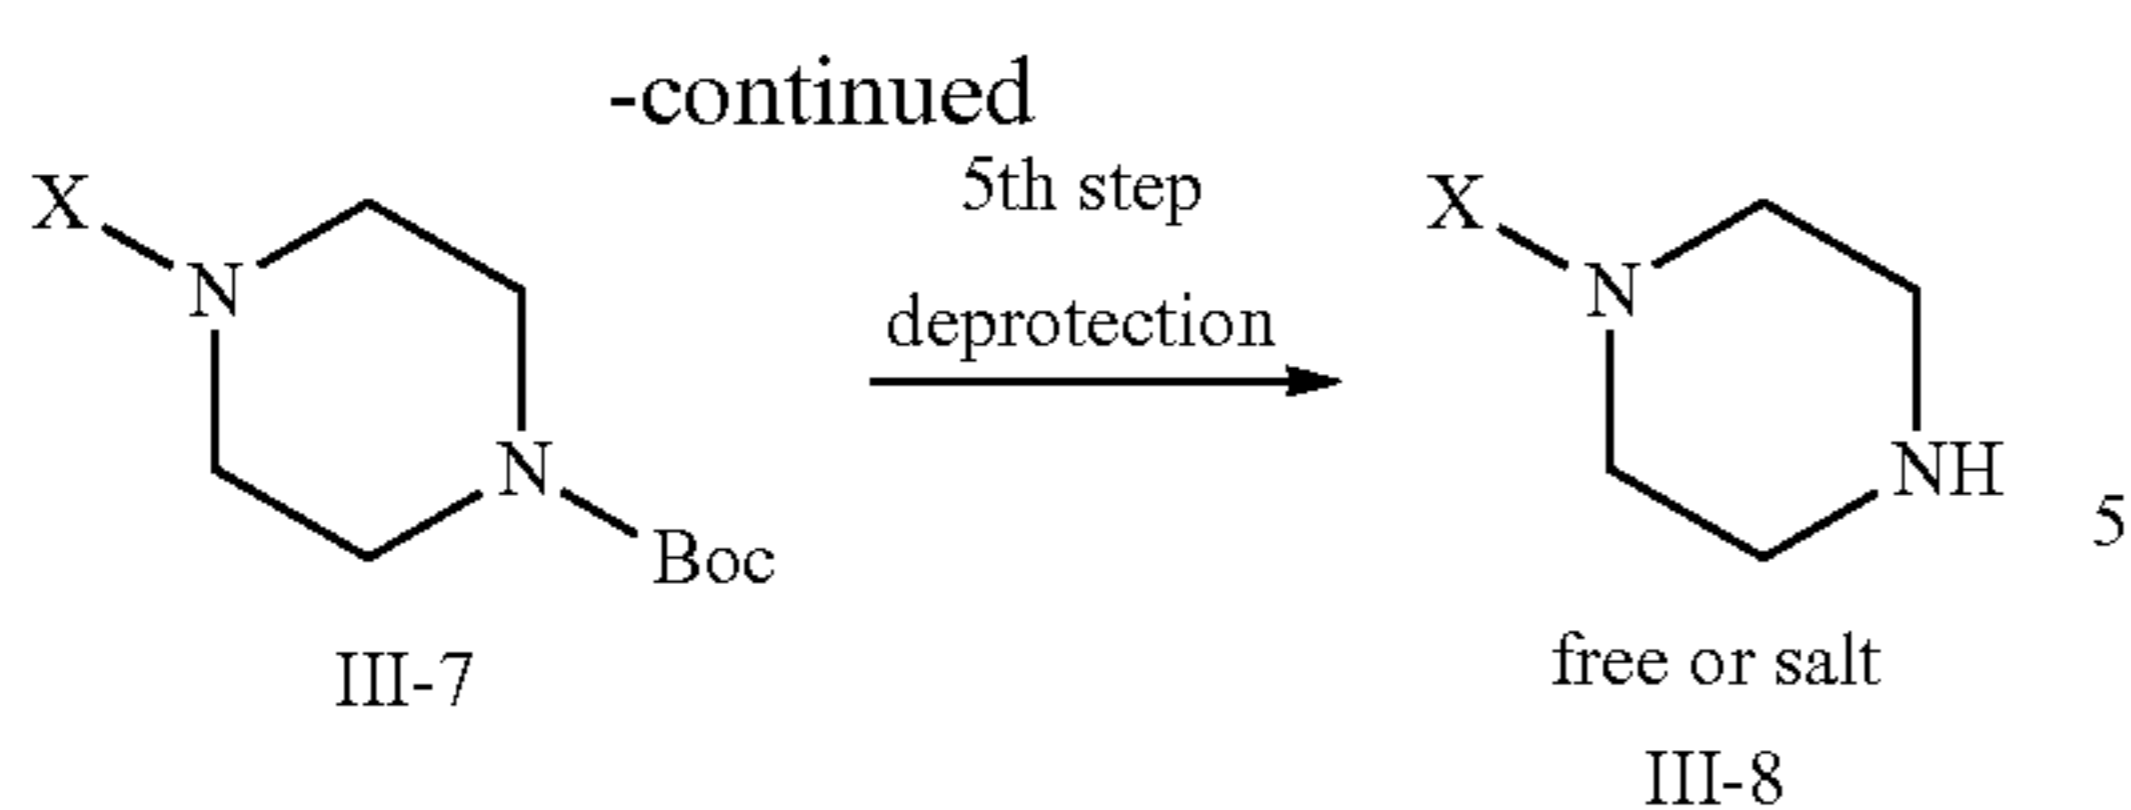 -continued
5th step
deprotection
X
N
N
Boc
III-7
X
N
NH
5
free or salt
III-8